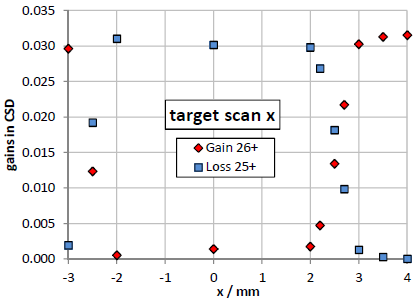 0.035
0.030
0.025
0.020
0.015
0.010
0.005
0.000
gains in CSD
target scan x
Gain 26+
Loss 25+
-3 -2 -1 0 1 2 3 4
x / mm